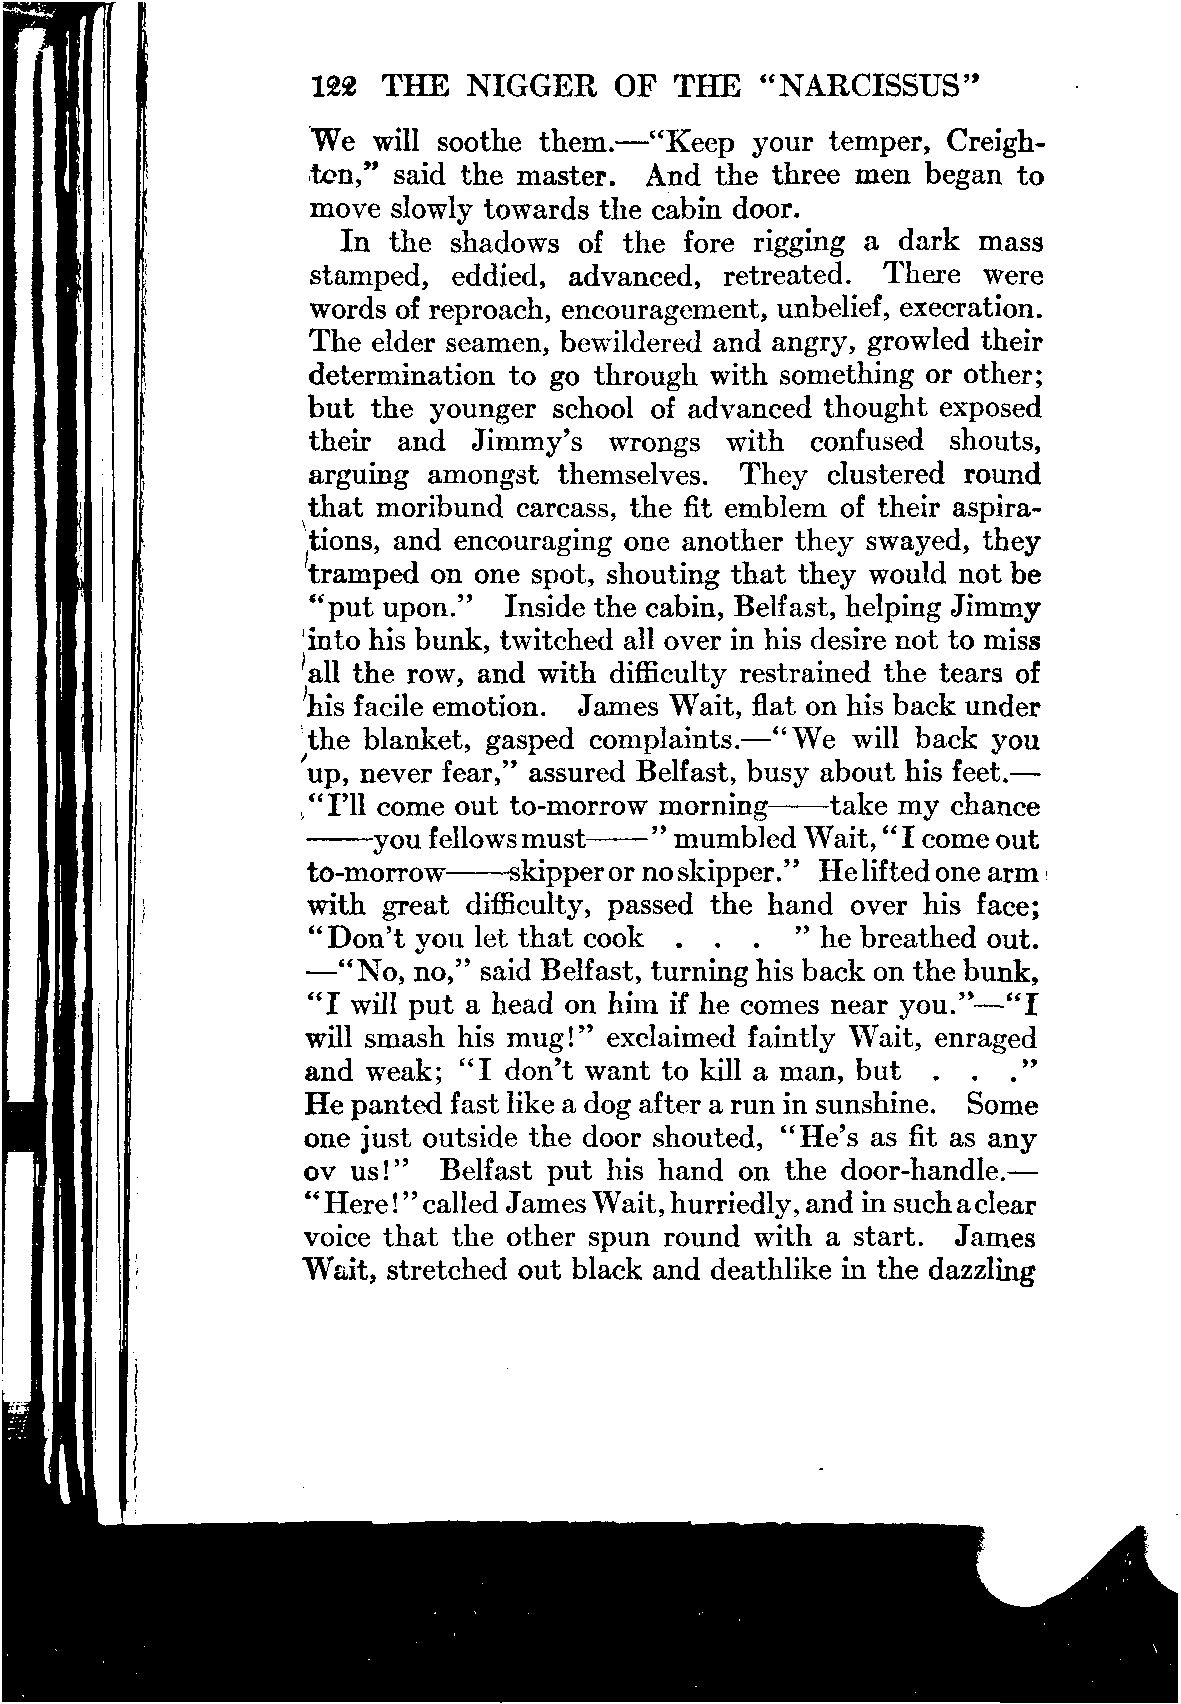 122 THE NIGGER OF THE “NARCISSUS”
We will soothe them.—“Keep your temper, Creigh-
ton,” said the master. And the three men began to
move slowly towards the cabin door.
In the shadows of the fore rigging a dark mass
stamped, eddied, advanced, retreated. There were
words of reproach, encouragement, unbelief, execration.
The elder seamen, bewildered and angry, growled their
determination to go through with something or other;
but the younger school of advanced thought exposed
their and Jimmy’s wrongs with confused shouts,
arguing amongst themselves. They clustered round
that moribund carcass, the fit emblem of their aspira-
tions, and encouraging one another they swayed, they
tramped on one spot, shouting that they would not be
“put upon.” Inside the cabin, Belfast, helping Jimmy
into his bunk, twitched all over in his desire not to miss
all the row, and with difficulty restrained the tears of
his facile emotion. James Wait, flat on his back under
the blanket, gasped complaints.—“We will back you
up, never fear,” assured Belfast, busy about his feet.—
“I’ll come out to-morrow morning——take my chance
——you fellows must——” mumbled Wait, “I come out
to-morrow——skipper or no skipper.” He lifted one arm
with great difficulty, passed the hand over his face;
“Don’t you let that cook . . . ” he breathed out.
—“No, no,” said Belfast, turning his back on the bunk,
“I will put a head on him if he comes near you.”—“I
will smash his mug!” exclaimed faintly Wait, enraged
and weak; “I don’t want to kill a man, but . . .”
He panted fast like a dog after a run in sunshine. Some
one just outside the door shouted, “He’s as fit as any
ov us!” Belfast put his hand on the door-handle.—
“Here!” called James Wait, hurriedly, and in such a clear
voice that the other spun round with a start. James
Wait, stretched out black and deathlike in the dazzling